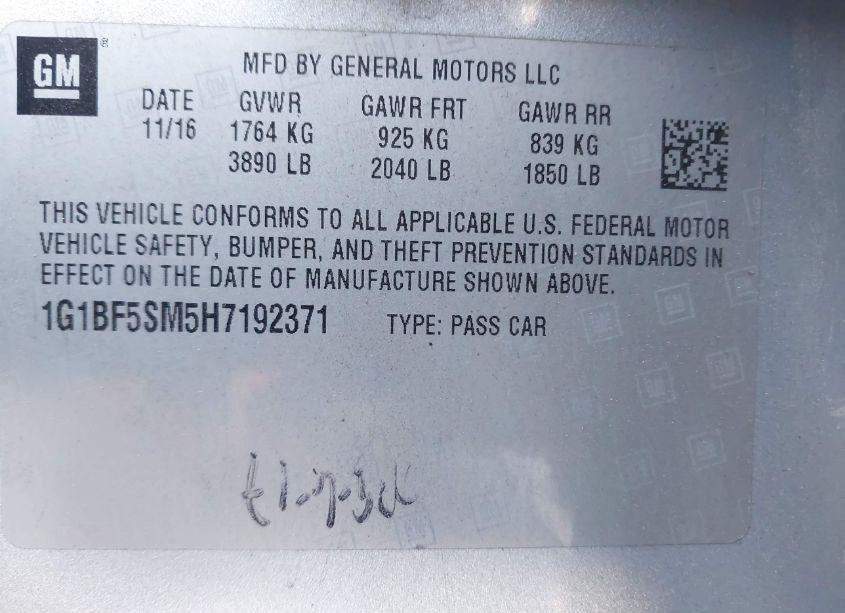 GM®
MFD BY GENERAL MOTORS LLC
DATE GVWR GAWR FRT GAWR RR
11/16 1764 KG 925 KG 839 KG
3890 LB 2040 LB 1850 LB
THIS VEHICLE CONFORMS TO ALL APPLICABLE U.S. FEDERAL MOTOR
VEHICLE SAFETY, BUMPER, AND THEFT PREVENTION STANDARDS IN
EFFECT ON THE DATE OF MANUFACTURE SHOWN ABOVE.
1G1BF5SM5H7192371 TYPE: PASS CAR